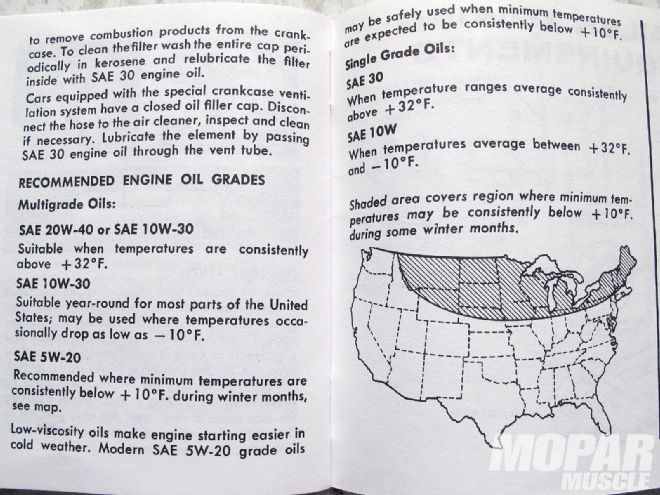 to remove combustion products from the crank-
case. To clean the filter wash the entire cap peri-
odically in kerosene and relubricate the filter
inside with SAE 30 engine oil.
Cars equipped with the special crankcase venti-
lation system have a closed oil filler cap. Discon-
nect the hose to the air cleaner, inspect and clean
if necessary. Lubricate the element by passing
SAE 30 engine oil through the vent tube.
RECOMMENDED ENGINE OIL GRADES
Multigrade Oils:
SAE 20W-40 or SAE 10W-30
Suitable when temperatures are consistently
above +32°F.
SAE 10W-30
Suitable year-round for most parts of the United
States; may be used where temperatures occa-
sionally drop as low as —10°F.
SAE 5W-20
Recommended where minimum temperatures are
consistently below +10°F. during winter months,
see map.
Low-viscosity oils make engine starting easier in
cold weather. Modern SAE 5W-20 grade oils
may be safely used when minimum temperatures
are expected to be consistently below +10°F.
Single Grade Oils:
SAE 30
When temperature ranges average consistently
above +32°F.
SAE 10W
When temperatures average between +32°F.
and —10°F.
Shaded area covers region where minimum tem-
peratures may be consistently below +10°F.
during some winter months.
MOPAR
MUSCLE